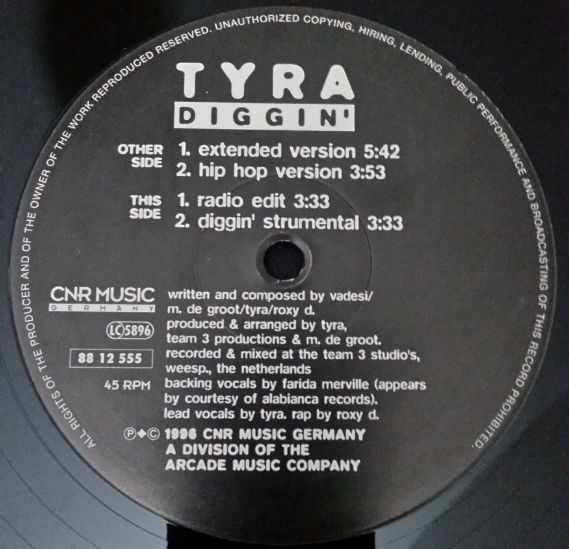 ALL RIGHTS OF THE PRODUCER AND OF THE OWNER OF THE WORK REPRODUCED RESERVED. UNAUTHORIZED COPYING, HIRING, LENDING, PUBLIC PERFORMANCE AND BROADCASTING OF THIS RECORD PROHIBITED.
TYRA
DIGGIN'
OTHER SIDE
1. extended version 5:42
2. hip hop version 3:53
THIS SIDE
1. radio edit 3:33
2. diggin' strumental 3:33
CNR MUSIC
GERMANY
LC 5896
88 12 555
45 RPM
written and composed by vadesi/
m. de groot/tyra/roxy d.
produced & arranged by tyra,
team 3 productions & m. de groot.
recorded & mixed at the team 3 studio's,
weesp., the netherlands
backing vocals by farida merville (appears
by courtesy of alabianca records).
lead vocals by tyra. rap by roxy d.
℗+© 1996 CNR MUSIC GERMANY
A DIVISION OF THE
ARCADE MUSIC COMPANY